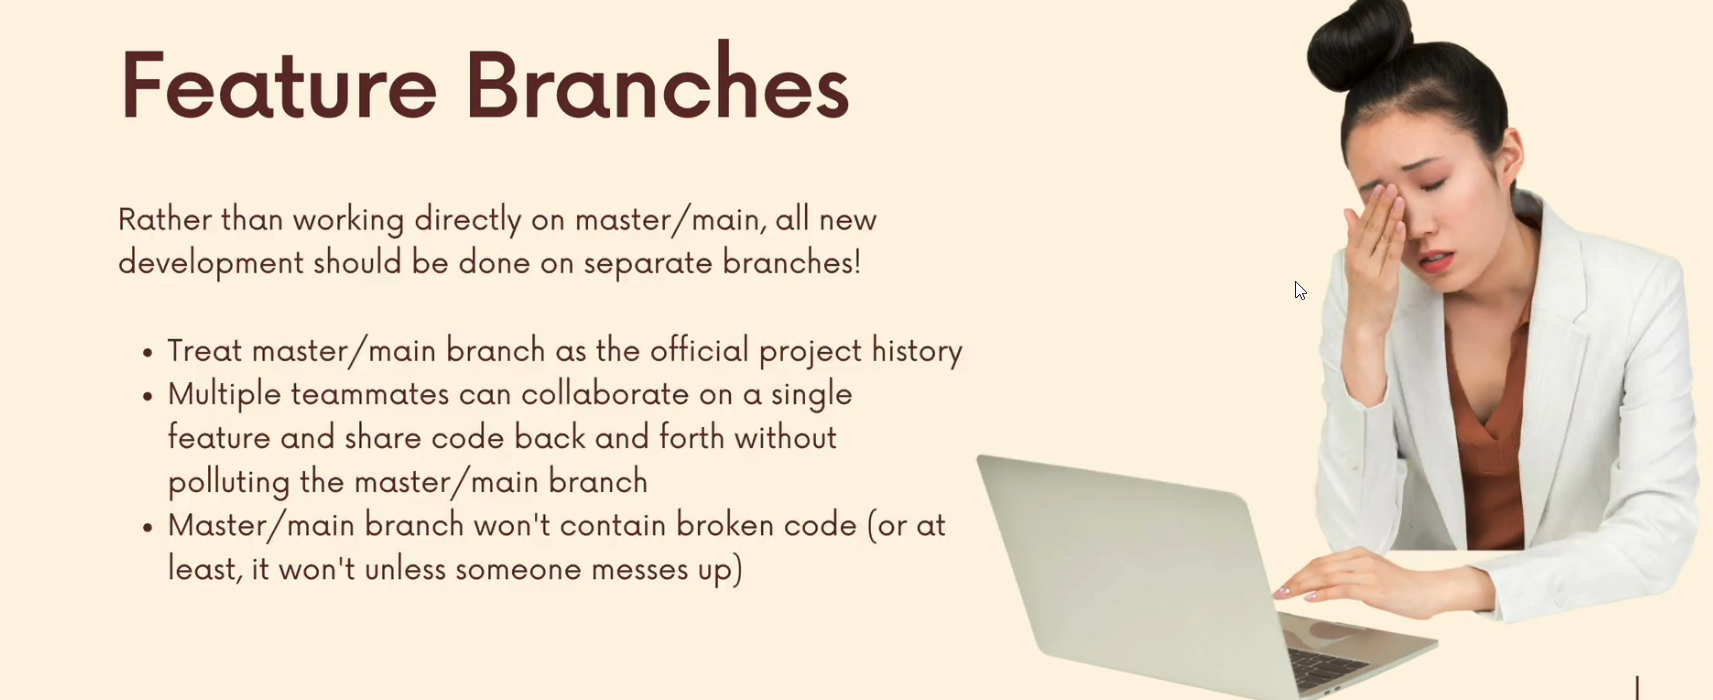 Feature Branches
Rather than working directly on master/main, all new
development should be done on separate branches!
• Treat master/main branch as the official project history
• Multiple teammates can collaborate on a single
feature and share code back and forth without
polluting the master/main branch
• Master/main branch won't contain broken code (or at
least, it won't unless someone messes up)